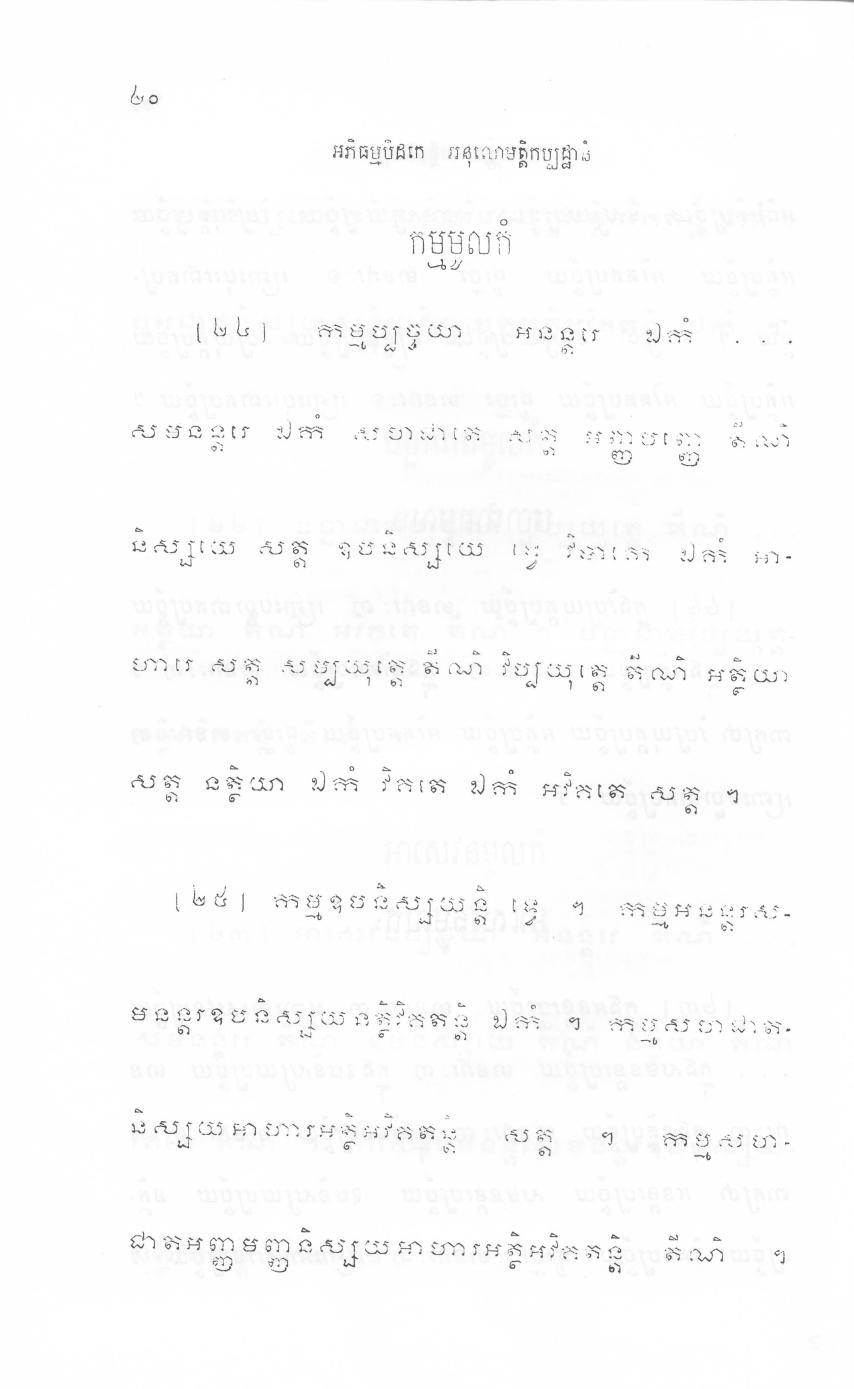 ៤០
អភិធម្មបិដកេ អនុលោមត្តិកប្បដ្ឋានំ
កម្មមូលកំ
[២៤] កម្មប្បច្ចយា អនន្តរេ ឯកំ . . .
សមនន្តរេ ឯកំ សហជាតេ សត្ត អញ្ញមញ្ញេ តីណិ
និស្សយេ សត្ត ឧបនិស្សយេ ទ្វេ វិបាកេ ឯកំ អា-
ហារេ សត្ត សម្បយុត្តេ តីណិ វិប្បយុត្តេ តីណិ អត្ថិយា
សត្ត នត្ថិយា ឯកំ វិគតេ ឯកំ អវិគតេ សត្ត ។
[២៥] កម្មឧបនិស្សយន្តិ ទ្វេ ។ កម្មអនន្តរស-
មនន្តរឧបនិស្សយនត្ថិវិគតន្តិ ឯកំ ។ កម្មសហជាត-
និស្សយអាហារអត្ថិអវិគតន្តិ សត្ត ។ កម្មសហ-
ជាតអញ្ញមញ្ញនិស្សយអាហារអត្ថិអវិគតន្តិ តីណិ ។